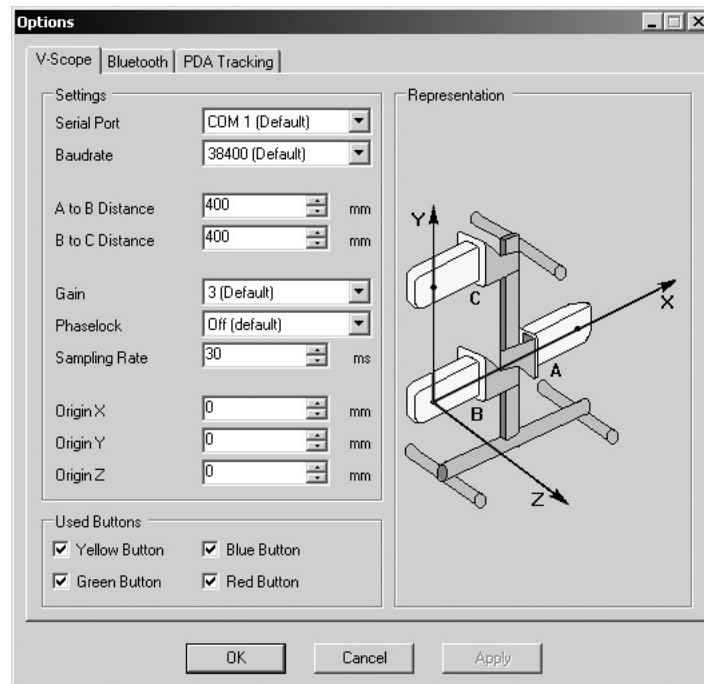 Options
V-Scope Bluetooth PDA Tracking
Settings
Serial Port COM 1 (Default)
Baudrate 38400 (Default)
A to B Distance 400 mm
B to C Distance 400 mm
Gain 3 (Default)
Phaselock Off (default)
Sampling Rate 30 ms
Origin X 0 mm
Origin Y 0 mm
Origin Z 0 mm
Used Buttons
Yellow Button Blue Button
Green Button Red Button
Representation
Y
C
X
A
B
Z
OK Cancel Apply